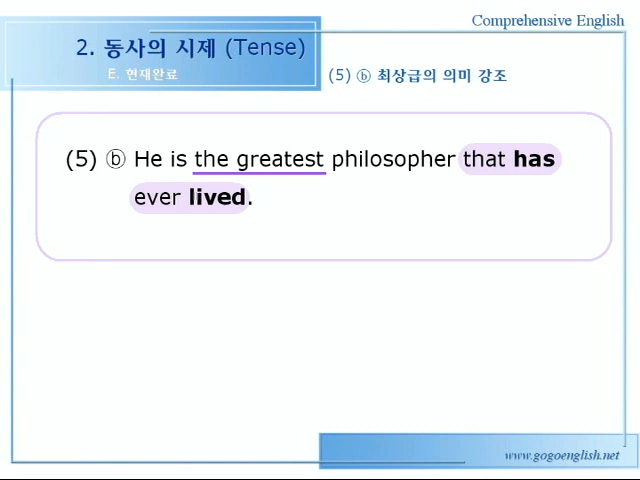 Comprehensive English
2. 동사의 시제 (Tense)
E. 현재완료
(5) ⓑ 최상급의 의미 강조
(5) ⓑ He is the greatest philosopher that has
ever lived.
www.gogoenglish.net